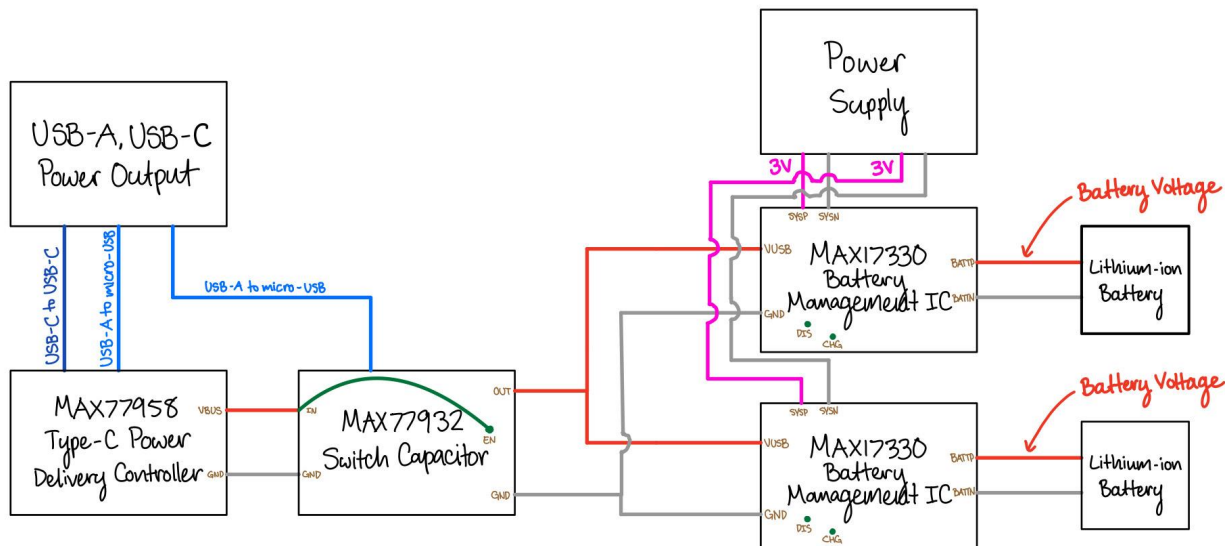 Power
Supply
3V
3V
USB-A, USB-C
Power Output
USB-C to USB-C
USB-A to micro-USB
USB-A to micro-USB
MAX77958
Type-C Power
Delivery Controller
VBUS
GND
IN
GND
MAX77932
Switch Capacitor
EN
OUT
GND
SYSP
SYSN
VUSB
GND
MAX17330
Battery
Management IC
DIS
CHG
BATTP
BATTN
Battery Voltage
Lithium-ion
Battery
SYSP
SYSN
VUSB
GND
MAX17330
Battery
Management IC
DIS
CHG
BATTP
BATTN
Battery Voltage
Lithium-ion
Battery